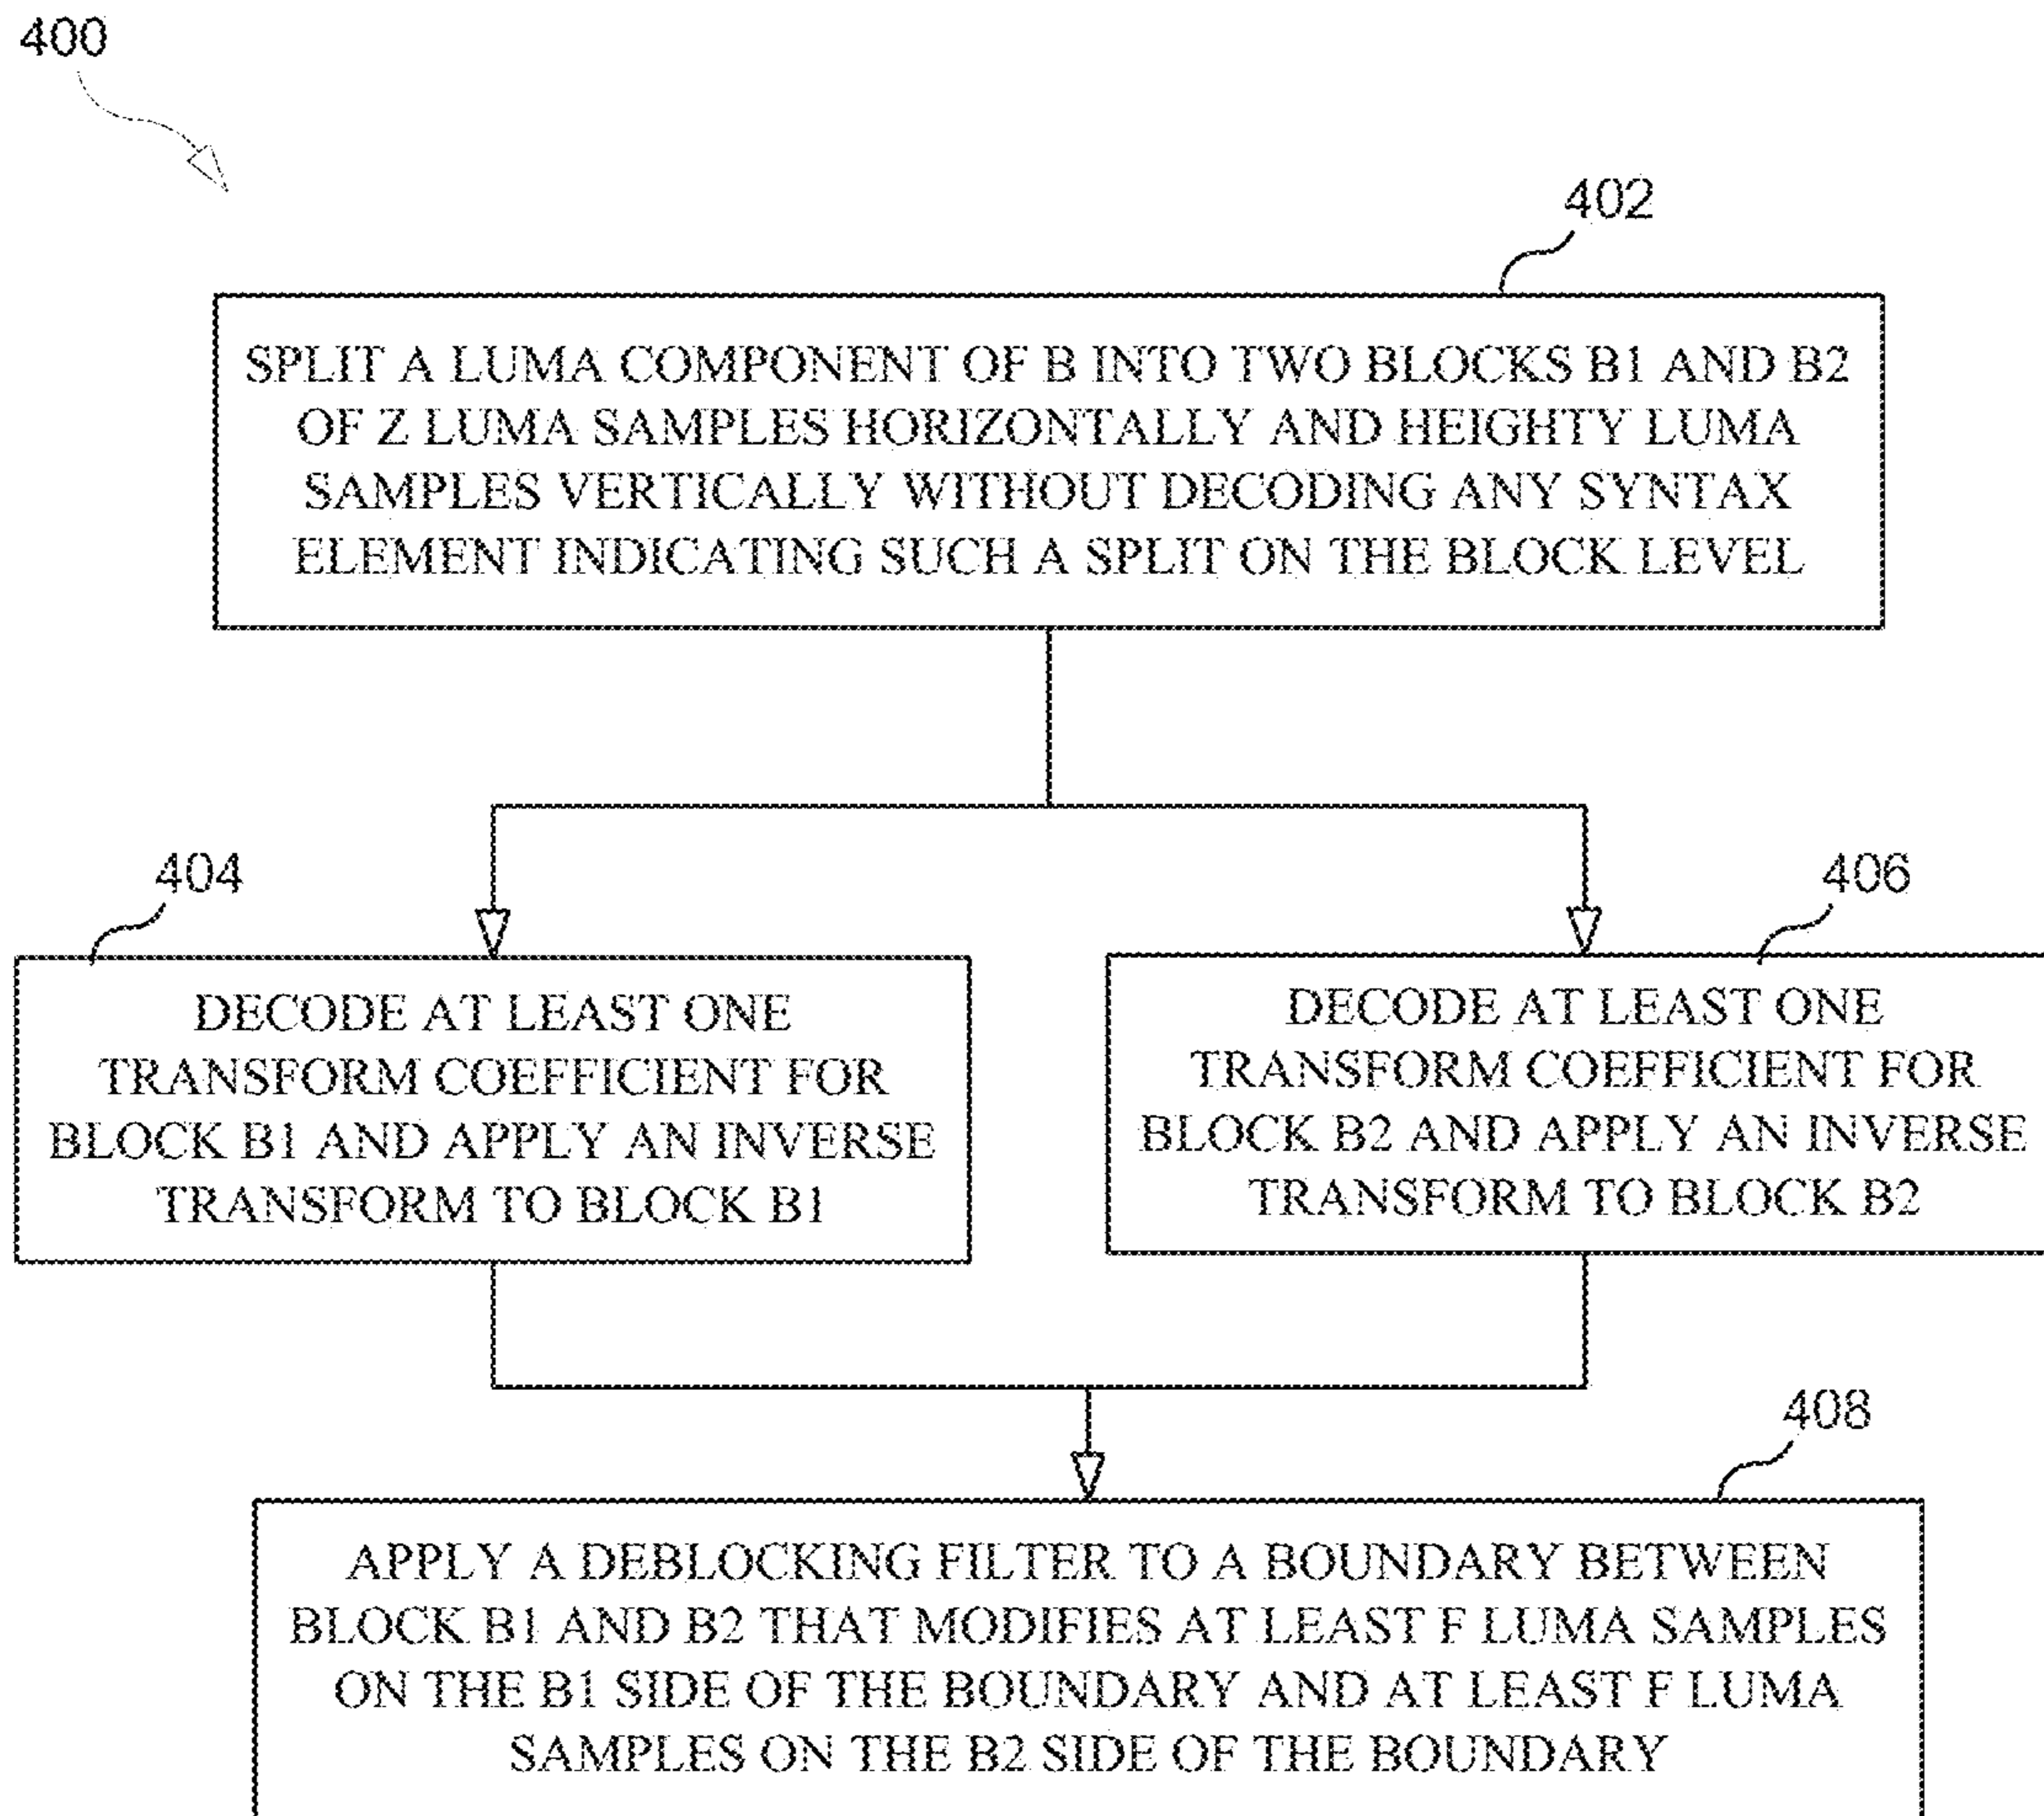 400
402
SPLIT A LUMA COMPONENT OF B INTO TWO BLOCKS B1 AND B2
OF Z LUMA SAMPLES HORIZONTALLY AND HEIGHTY LUMA
SAMPLES VERTICALLY WITHOUT DECODING ANY SYNTAX
ELEMENT INDICATING SUCH A SPLIT ON THE BLOCK LEVEL
404
DECODE AT LEAST ONE
TRANSFORM COEFFICIENT FOR
BLOCK B1 AND APPLY AN INVERSE
TRANSFORM TO BLOCK B1
406
DECODE AT LEAST ONE
TRANSFORM COEFFICIENT FOR
BLOCK B2 AND APPLY AN INVERSE
TRANSFORM TO BLOCK B2
408
APPLY A DEBLOCKING FILTER TO A BOUNDARY BETWEEN
BLOCK B1 AND B2 THAT MODIFIES AT LEAST F LUMA SAMPLES
ON THE B1 SIDE OF THE BOUNDARY AND AT LEAST F LUMA
SAMPLES ON THE B2 SIDE OF THE BOUNDARY